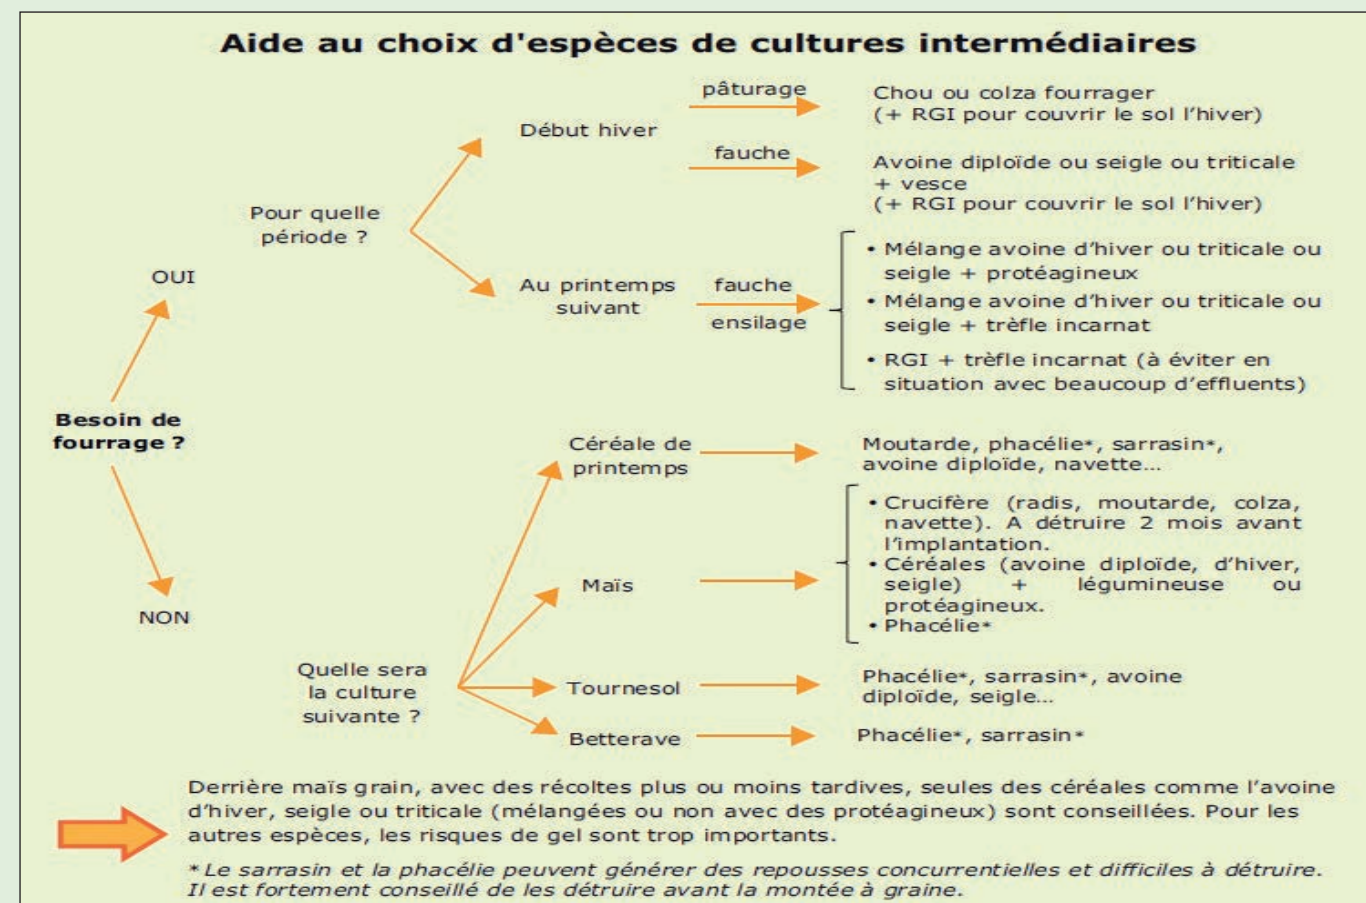 Aide au choix d'espèces de cultures intermédiaires
Besoin de
fourrage ?
OUI
Pour quelle
période ?
Début hiver
pâturage
Chou ou colza fourrager
(+ RGI pour couvrir le sol l'hiver)
fauche
Avoine diploïde ou seigle ou triticale
+ vesce
(+ RGI pour couvrir le sol l'hiver)
Au printemps
suivant
fauche
ensilage
• Mélange avoine d'hiver ou triticale ou
seigle + protéagineux
• Mélange avoine d'hiver ou triticale ou
seigle + trèfle incarnat
• RGI + trèfle incarnat (à éviter en
situation avec beaucoup d'effluents)
NON
Quelle sera
la culture
suivante ?
Céréale de
printemps
Moutarde, phacélie*, sarrasin*,
avoine diploïde, navette...
Maïs
• Crucifère (radis, moutarde, colza,
navette). A détruire 2 mois avant
l'implantation.
• Céréales (avoine diploïde, d'hiver,
seigle) + légumineuse ou
protéagineux.
• Phacélie*
Tournesol
Phacélie*, sarrasin*, avoine
diploïde, seigle...
Betterave
Phacélie*, sarrasin*
Derrière maïs grain, avec des récoltes plus ou moins tardives, seules des céréales comme l'avoine
d'hiver, seigle ou triticale (mélangées ou non avec des protéagineux) sont conseillées. Pour les
autres espèces, les risques de gel sont trop importants.
* Le sarrasin et la phacélie peuvent générer des repousses concurrentielles et difficiles à détruire.
Il est fortement conseillé de les détruire avant la montée à graine.